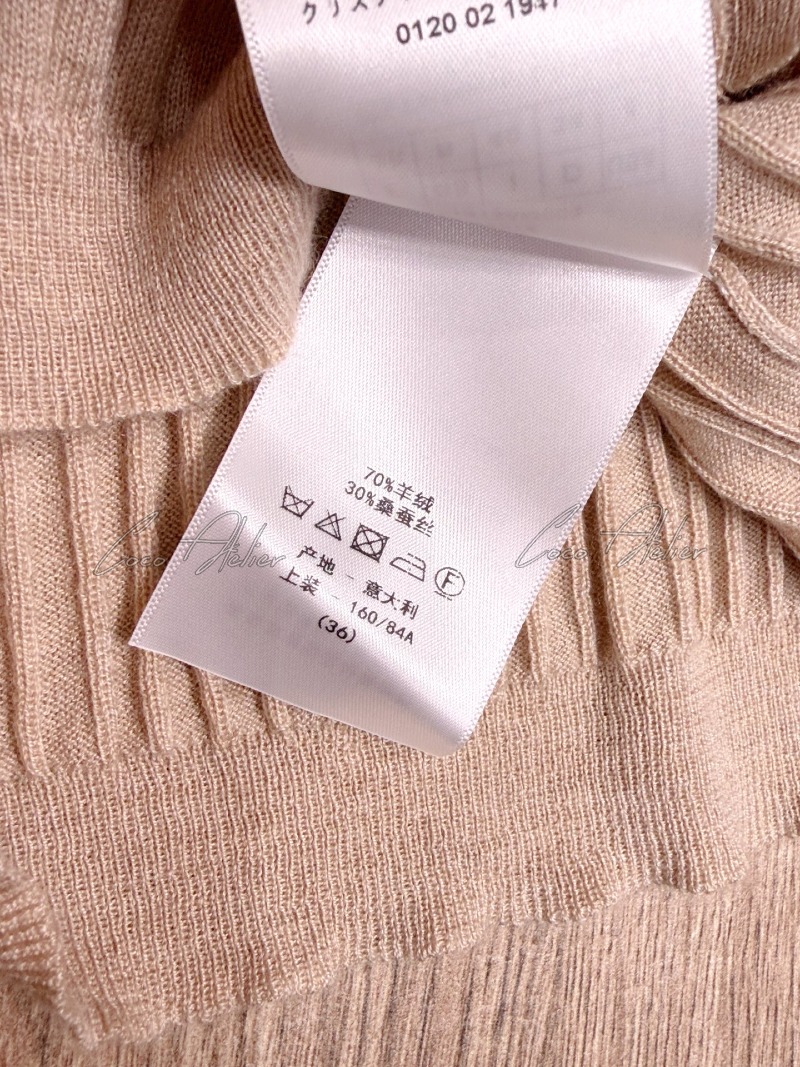 0120 02 1947
70%羊绒
30%桑蚕丝
F
产地 - 意大利
上装 - 160/84A
(36)
Coco Atelier
Coco Atelier